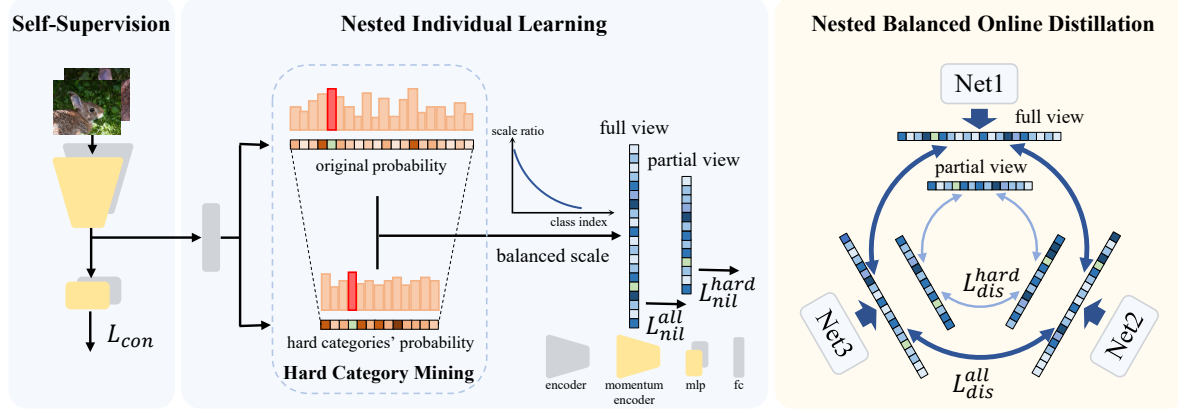 Self-Supervision
Nested Individual Learning
Nested Balanced Online Distillation
L_con
original probability
hard categories' probability
Hard Category Mining
scale ratio
class index
balanced scale
full view
partial view
L_nil^all
L_nil^hard
encoder
momentum
encoder
mlp
fc
Net1
full view
partial view
L_dis^hard
Net3
Net2
L_dis^all